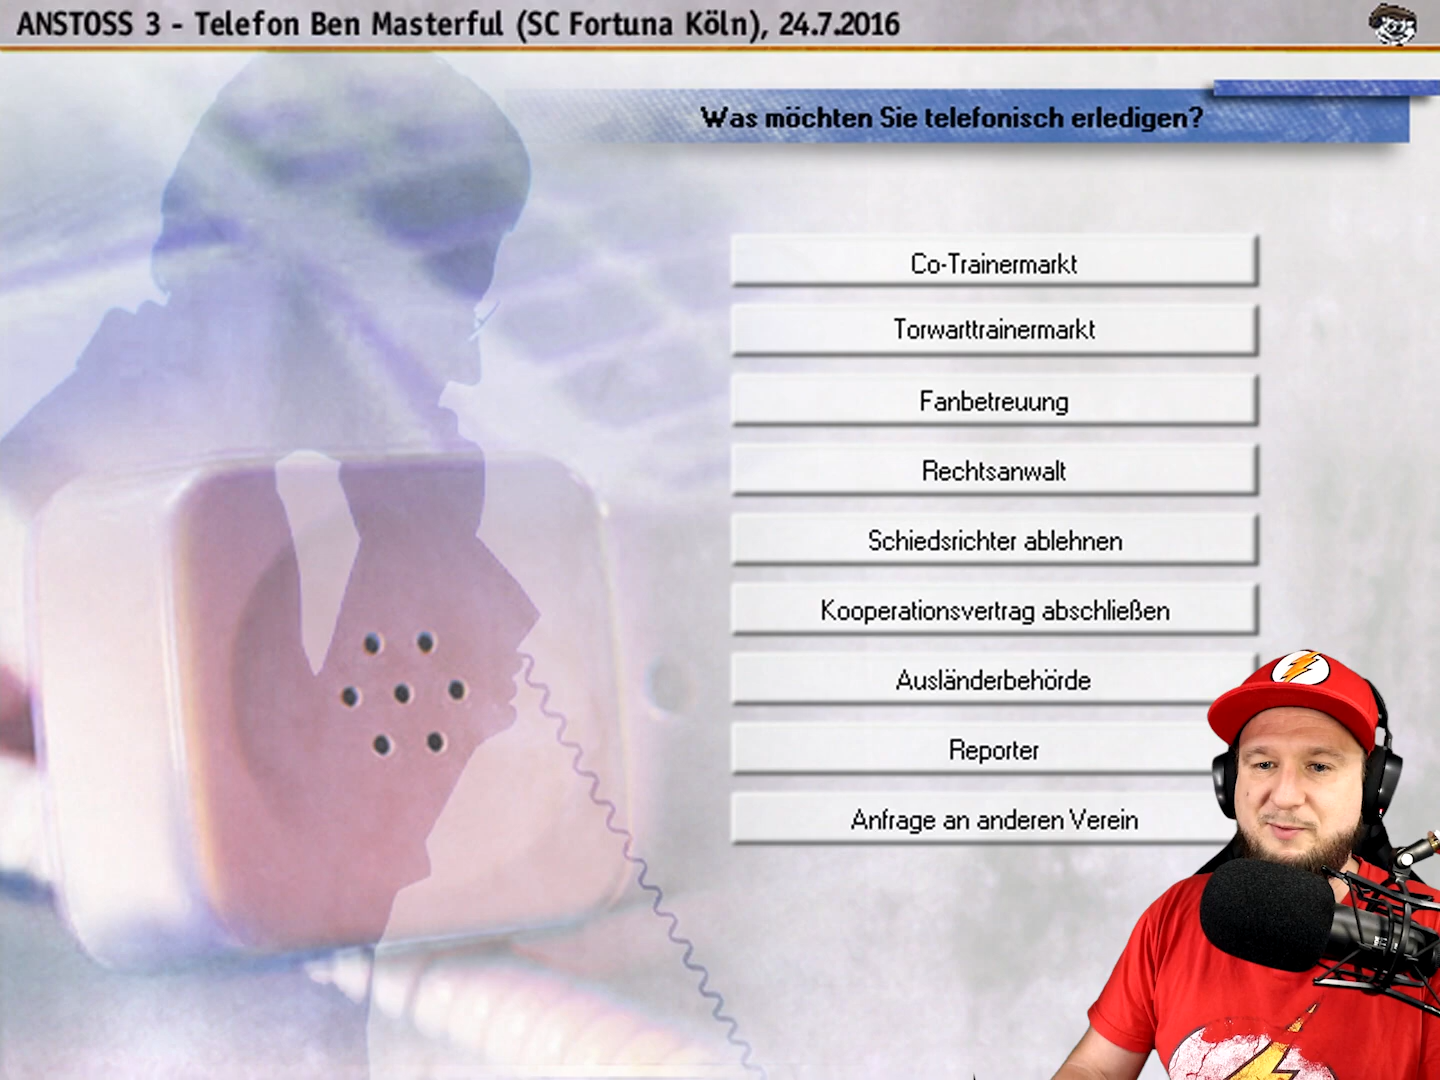 ANSTOSS 3 - Telefon Ben Masterful (SC Fortuna Köln), 24.7.2016
Was möchten Sie telefonisch erledigen?
Co-Trainermarkt
Torwarttrainermarkt
Fanbetreuung
Rechtsanwalt
Schiedsrichter ablehnen
Kooperationsvertrag abschließen
Ausländerbehörde
Reporter
Anfrage an anderen Verein